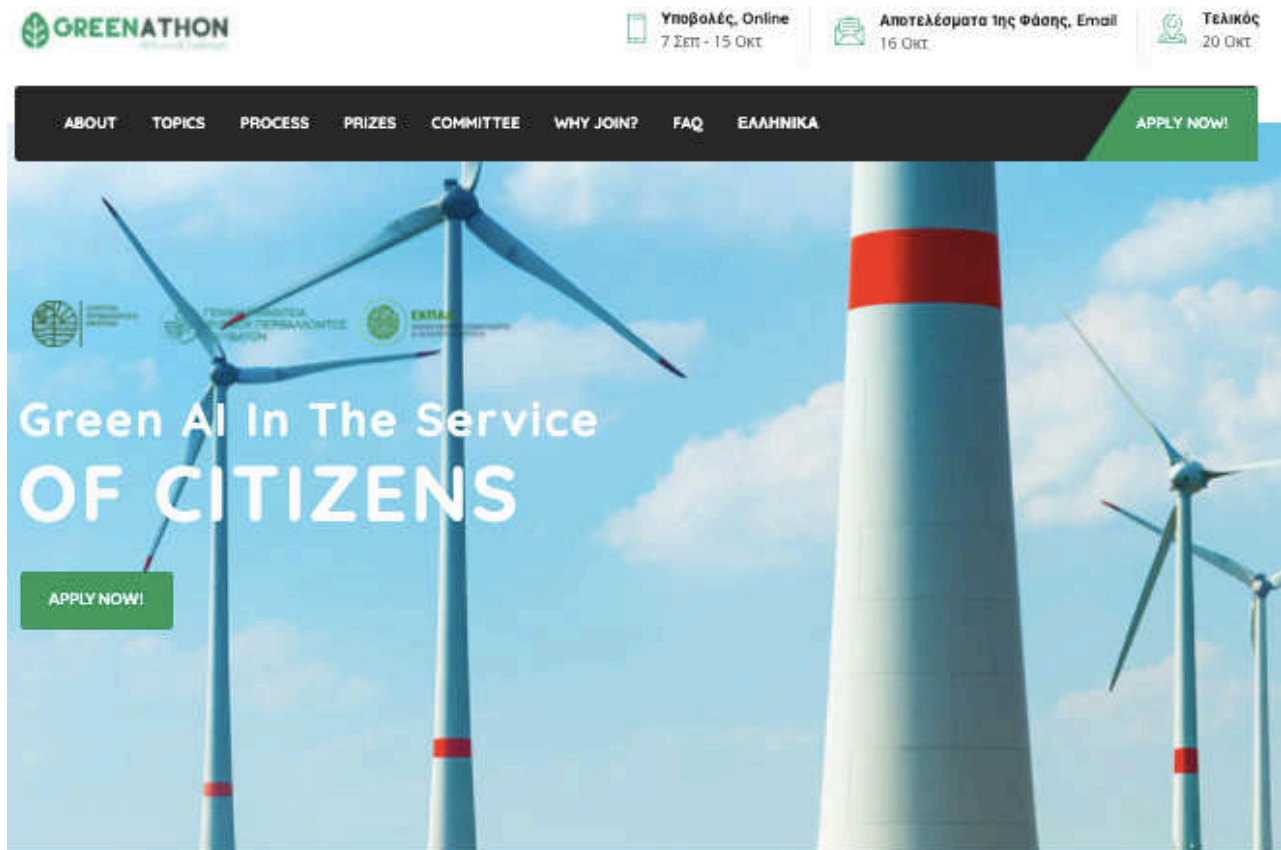 GREENATHON
Υποβολές, Online
7 Σεπ - 15 Οκτ
Αποτελέσματα 1ης Φάσης, Email
16 Οκτ
Τελικός
20 Οκτ
ABOUT TOPICS PROCESS PRIZES COMMITTEE WHY JOIN? FAQ ΕΛΛΗΝΙΚΑ APPLY NOW!
ΕΚΠΑΑ
Green AI In The Service
OF CITIZENS
APPLY NOW!